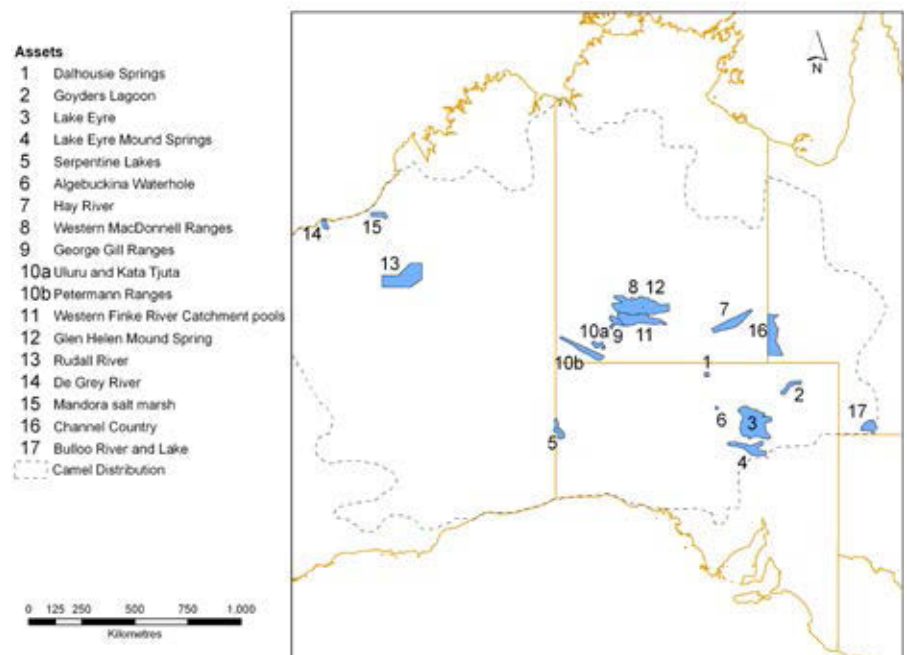 Assets
1 Dalhousie Springs
2 Goyders Lagoon
3 Lake Eyre
4 Lake Eyre Mound Springs
5 Serpentine Lakes
6 Algebuckina Waterhole
7 Hay River
8 Western MacDonnell Ranges
9 George Gill Ranges
10a Uluru and Kata Tjuta
10b Petermann Ranges
11 Western Finke River Catchment pools
12 Glen Helen Mound Spring
13 Rudall River
14 De Grey River
15 Mandora salt marsh
16 Channel Country
17 Bulloo River and Lake
Camel Distribution
0 125 250 500 750 1,000
Kilometres
N
14
15
13
8 12
7
16
10a 9 11
10b
1
2
6
3
17
5
4